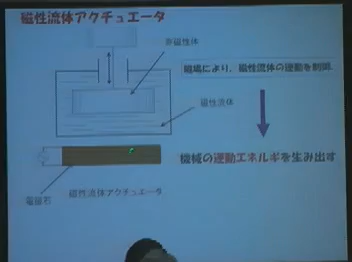 磁性流体アクチュエータ
非磁性体
磁場により、磁性流体の運動を制御
磁性流体
機械の運動エネルギを生み出す
電磁石
磁性流体アクチュエータ